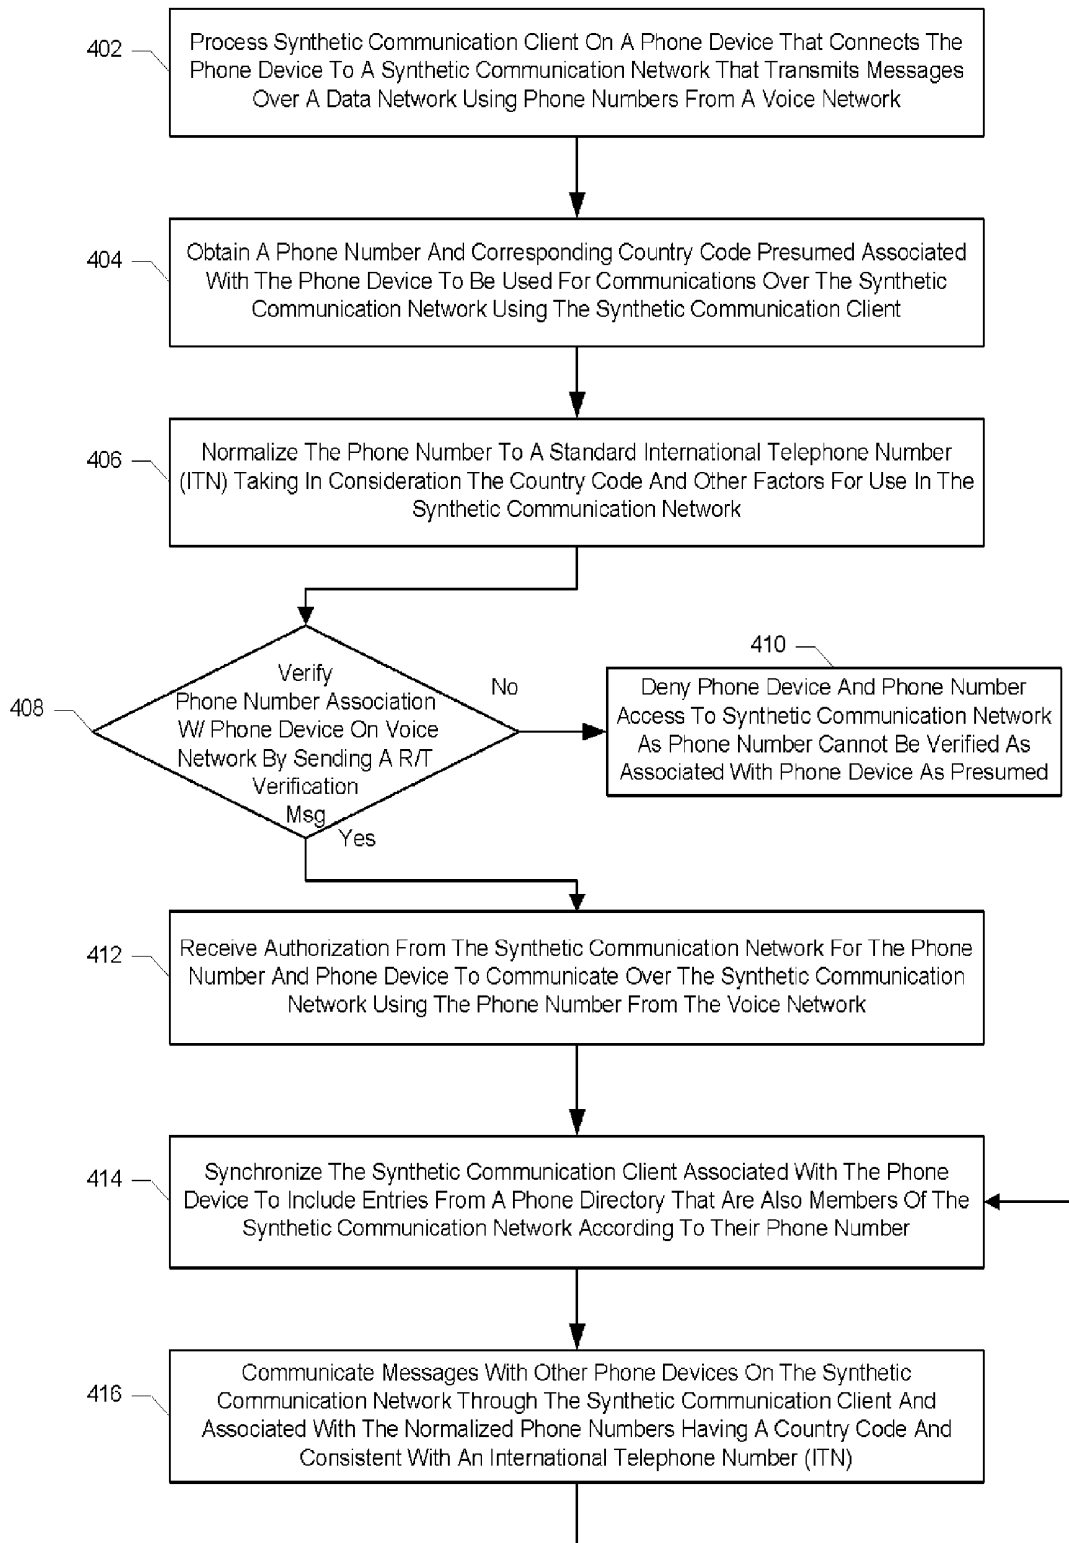 402
Process Synthetic Communication Client On A Phone Device That Connects The
Phone Device To A Synthetic Communication Network That Transmits Messages
Over A Data Network Using Phone Numbers From A Voice Network
404
Obtain A Phone Number And Corresponding Country Code Presumed Associated
With The Phone Device To Be Used For Communications Over The Synthetic
Communication Network Using The Synthetic Communication Client
406
Normalize The Phone Number To A Standard International Telephone Number
(ITN) Taking In Consideration The Country Code And Other Factors For Use In The
Synthetic Communication Network
408
Verify
Phone Number Association
W/ Phone Device On Voice
Network By Sending A R/T
Verification
Msg
No
Yes
410
Deny Phone Device And Phone Number
Access To Synthetic Communication Network
As Phone Number Cannot Be Verified As
Associated With Phone Device As Presumed
412
Receive Authorization From The Synthetic Communication Network For The Phone
Number And Phone Device To Communicate Over The Synthetic Communication
Network Using The Phone Number From The Voice Network
414
Synchronize The Synthetic Communication Client Associated With The Phone
Device To Include Entries From A Phone Directory That Are Also Members Of The
Synthetic Communication Network According To Their Phone Number
416
Communicate Messages With Other Phone Devices On The Synthetic
Communication Network Through The Synthetic Communication Client And
Associated With The Normalized Phone Numbers Having A Country Code And
Consistent With An International Telephone Number (ITN)